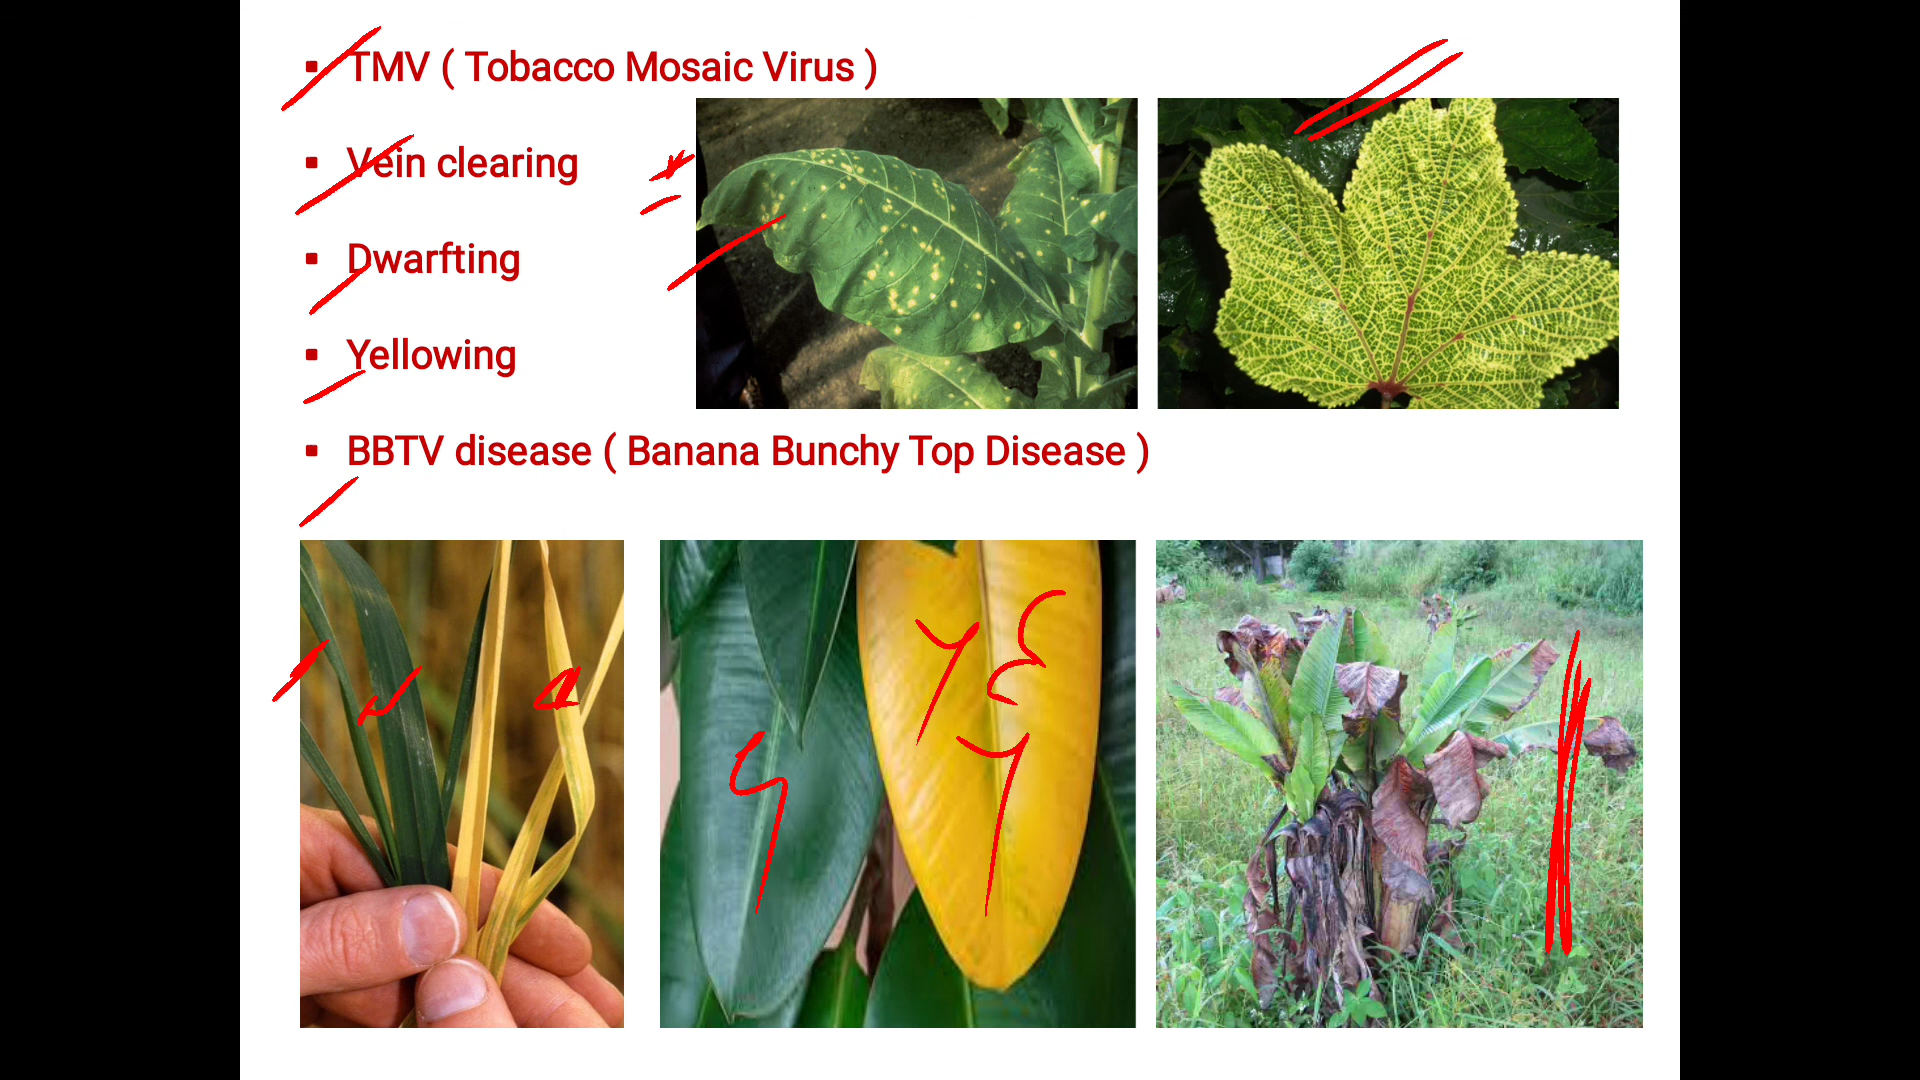 ▪ TMV ( Tobacco Mosaic Virus )
▪ Vein clearing
▪ Dwarfting
▪ Yellowing
▪ BBTV disease ( Banana Bunchy Top Disease )